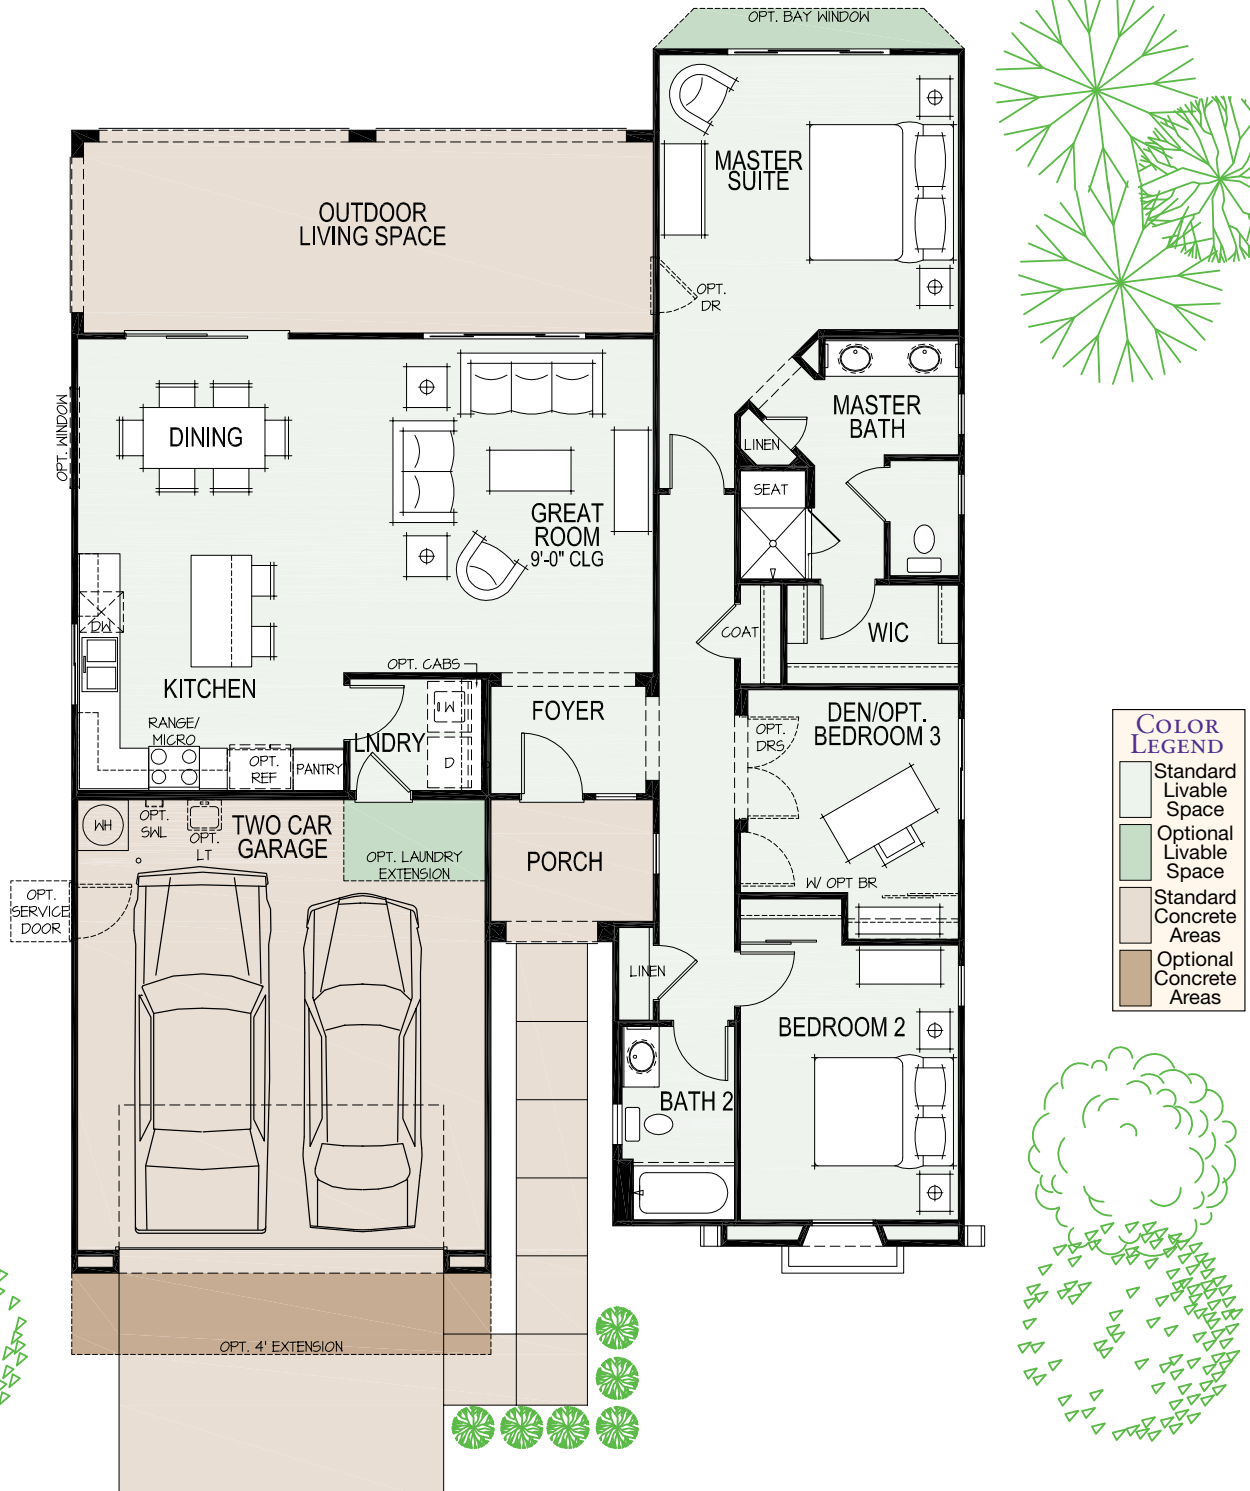 OPT. BAY WINDOW
MASTER
SUITE
OUTDOOR
LIVING SPACE
OPT.
DR
OPT. WINDOW
DINING
MASTER
BATH
LINEN
SEAT
GREAT
ROOM
9'-0" CLG
DW
COAT
WIC
OPT. CABS
KITCHEN
FOYER
W
RANGE/
MICRO
LNDRY
D
OPT.
REF
PANTRY
OPT.
DRS
DEN/OPT.
BEDROOM 3
COLOR
LEGEND
Standard
Livable
Space
Optional
Livable
Space
Standard
Concrete
Areas
Optional
Concrete
Areas
WH
OPT.
SWL
OPT.
LT
TWO CAR
GARAGE
OPT. LAUNDRY
EXTENSION
PORCH
W/ OPT BR
OPT.
SERVICE
DOOR
LINEN
BEDROOM 2
BATH 2
OPT. 4' EXTENSION